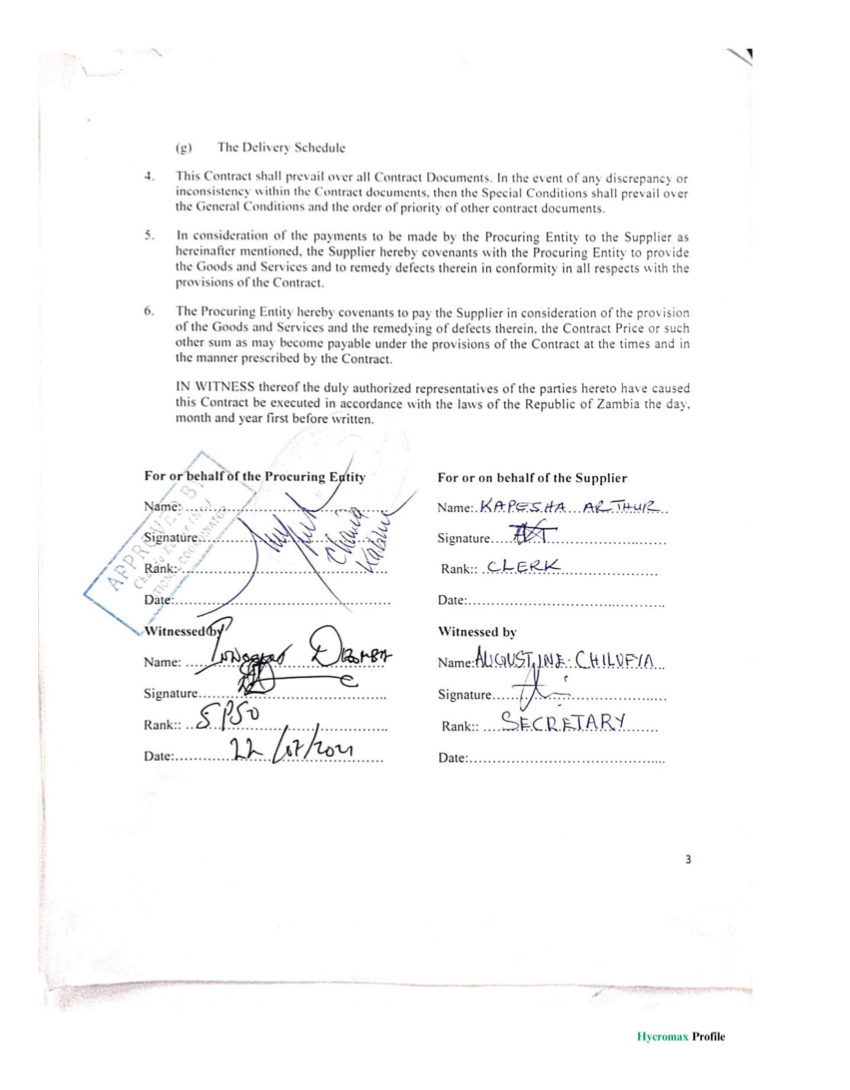 (g) The Delivery Schedule
4. This Contract shall prevail over all Contract Documents. In the event of any discrepancy or
inconsistency within the Contract documents, then the Special Conditions shall prevail over
the General Conditions and the order of priority of other contract documents.
5. In consideration of the payments to be made by the Procuring Entity to the Supplier as
hereinafter mentioned, the Supplier hereby covenants with the Procuring Entity to provide
the Goods and Services and to remedy defects therein in conformity in all respects with the
provisions of the Contract.
6. The Procuring Entity hereby covenants to pay the Supplier in consideration of the provision
of the Goods and Services and the remedying of defects therein, the Contract Price or such
other sum as may become payable under the provisions of the Contract at the times and in
the manner prescribed by the Contract.
IN WITNESS thereof the duly authorized representatives of the parties hereto have caused
this Contract be executed in accordance with the laws of the Republic of Zambia the day,
month and year first before written.
For or behalf of the Procuring Entity
Name:
Signature
Rank:
Date:
APPROVED BY
Witnessed by
Name:
Signature
Rank:: SPSO
Date: 22/07/2021
For or on behalf of the Supplier
Name: KAPESHA ARTHUR
Signature
Rank:: CLERK
Date:
Witnessed by
Name: AUGUSTINE CHILUFYA
Signature
Rank:: SECRETARY
Date:
3
Hycromax Profile